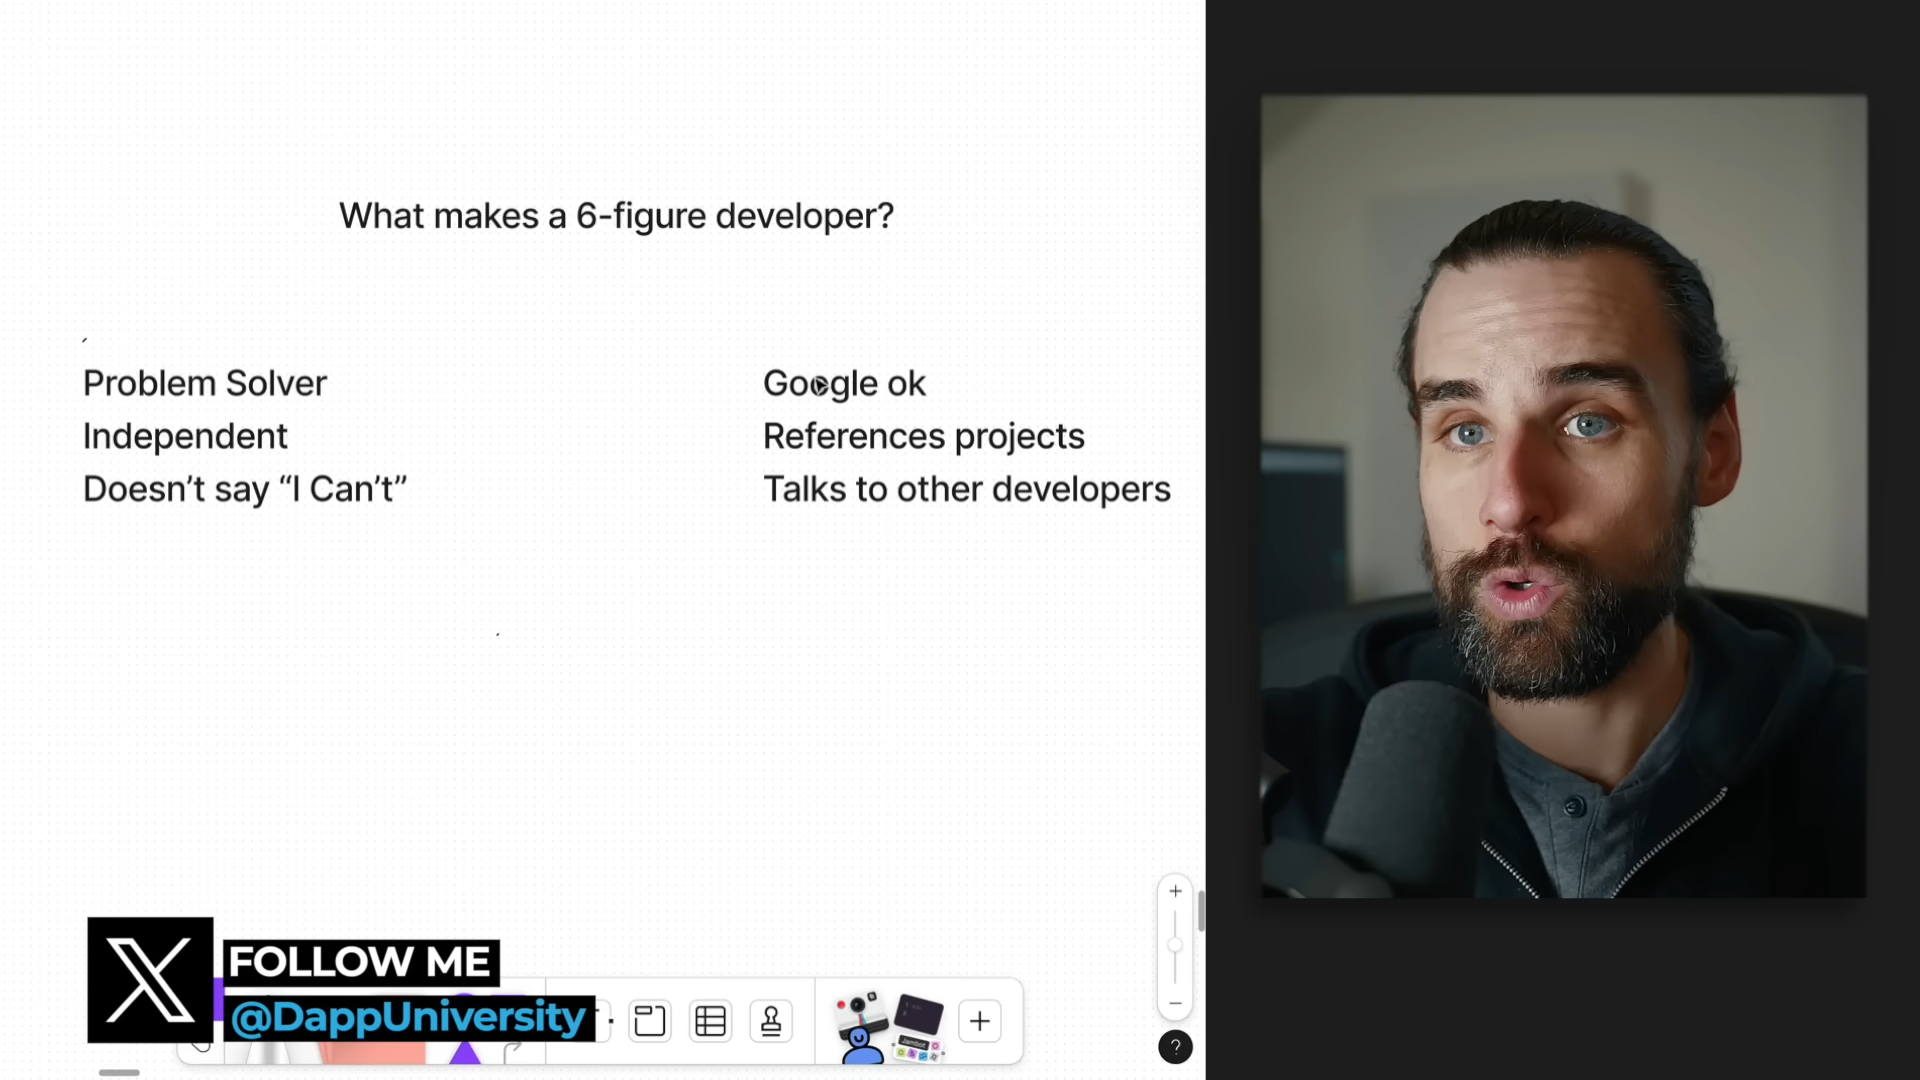 What makes a 6-figure developer?
Problem Solver
Independent
Doesn’t say “I Can’t”
Google ok
References projects
Talks to other developers
FOLLOW ME
@DappUniversity
Jambot
?